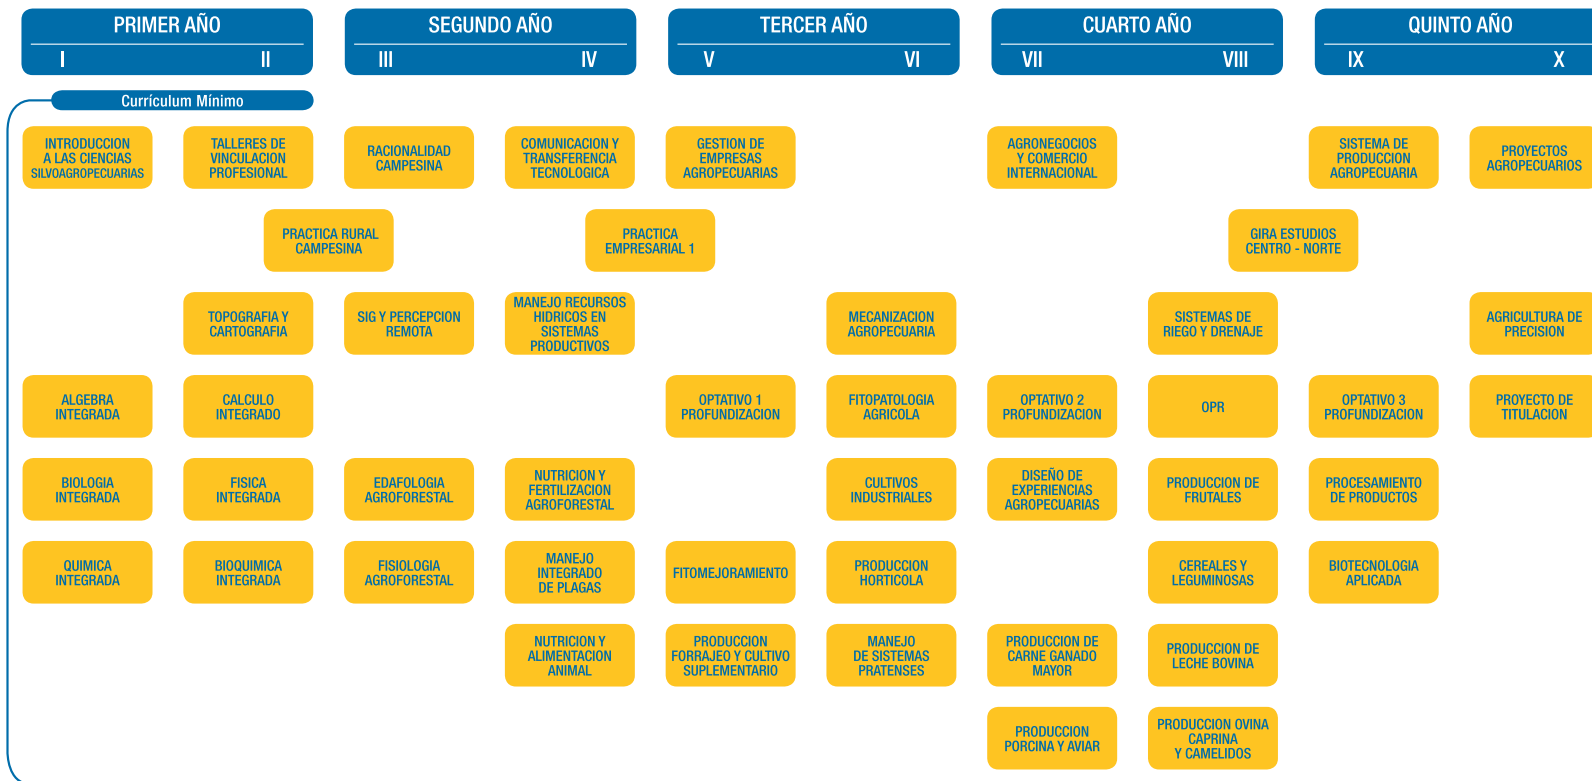 PRIMER AÑO
I II
SEGUNDO AÑO
III IV
TERCER AÑO
V VI
CUARTO AÑO
VII VIII
QUINTO AÑO
IX X
Currículum Mínimo
INTRODUCCION
A LAS CIENCIAS
SILVOAGROPECUARIAS
TALLERES DE
VINCULACION
PROFESIONAL
RACIONALIDAD
CAMPESINA
COMUNICACION Y
TRANSFERENCIA
TECNOLOGICA
GESTION DE
EMPRESAS
AGROPECUARIAS
AGRONEGOCIOS
Y COMERCIO
INTERNACIONAL
SISTEMA DE
PRODUCCION
AGROPECUARIA
PROYECTOS
AGROPECUARIOS
PRACTICA RURAL
CAMPESINA
PRACTICA
EMPRESARIAL 1
GIRA ESTUDIOS
CENTRO - NORTE
TOPOGRAFIA Y
CARTOGRAFIA
SIG Y PERCEPCION
REMOTA
MANEJO RECURSOS
HIDRICOS EN
SISTEMAS
PRODUCTIVOS
MECANIZACION
AGROPECUARIA
SISTEMAS DE
RIEGO Y DRENAJE
AGRICULTURA DE
PRECISION
ALGEBRA
INTEGRADA
CALCULO
INTEGRADO
OPTATIVO 1
PROFUNDIZACION
FITOPATOLOGIA
AGRICOLA
OPTATIVO 2
PROFUNDIZACION
OPR
OPTATIVO 3
PROFUNDIZACION
PROYECTO DE
TITULACION
BIOLOGIA
INTEGRADA
FISICA
INTEGRADA
EDAFOLOGIA
AGROFORESTAL
NUTRICION Y
FERTILIZACION
AGROFORESTAL
CULTIVOS
INDUSTRIALES
DISEÑO DE
EXPERIENCIAS
AGROPECUARIAS
PRODUCCION DE
FRUTALES
PROCESAMIENTO
DE PRODUCTOS
QUIMICA
INTEGRADA
BIOQUIMICA
INTEGRADA
FISIOLOGIA
AGROFORESTAL
MANEJO
INTEGRADO
DE PLAGAS
FITOMEJORAMIENTO
PRODUCCION
HORTICOLA
CEREALES Y
LEGUMINOSAS
BIOTECNOLOGIA
APLICADA
NUTRICION Y
ALIMENTACION
ANIMAL
PRODUCCION
FORRAJEO Y CULTIVO
SUPLEMENTARIO
MANEJO
DE SISTEMAS
PRATENSES
PRODUCCION DE
CARNE GANADO
MAYOR
PRODUCCION DE
LECHE BOVINA
PRODUCCION
PORCINA Y AVIAR
PRODUCCION OVINA
CAPRINA
Y CAMELIDOS